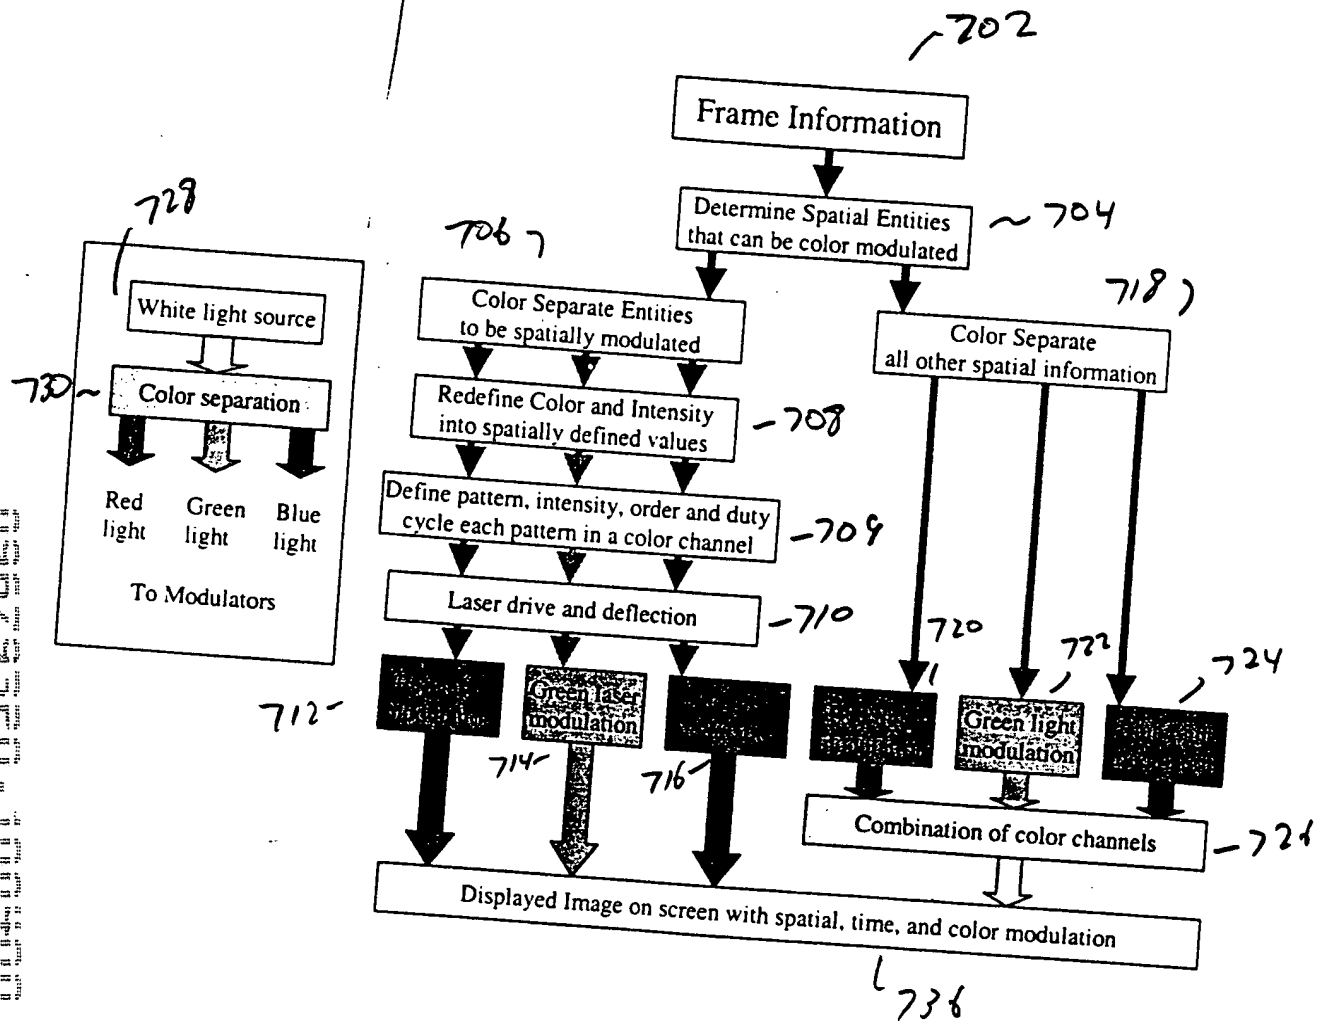 702
Frame Information
Determine Spatial Entities
that can be color modulated
704
728
706
718
White light source
Color Separate Entities
to be spatially modulated
Color Separate
all other spatial information
730
Color separation
Redefine Color and Intensity
into spatially defined values
708
Red
light
Green
light
Blue
light
Define pattern, intensity, order and duty
cycle each pattern in a color channel
709
To Modulators
Laser drive and deflection
710
720
722
724
712
Green laser
modulation
Green light
modulation
714
716
Combination of color channels
726
Displayed Image on screen with spatial, time, and color modulation
736